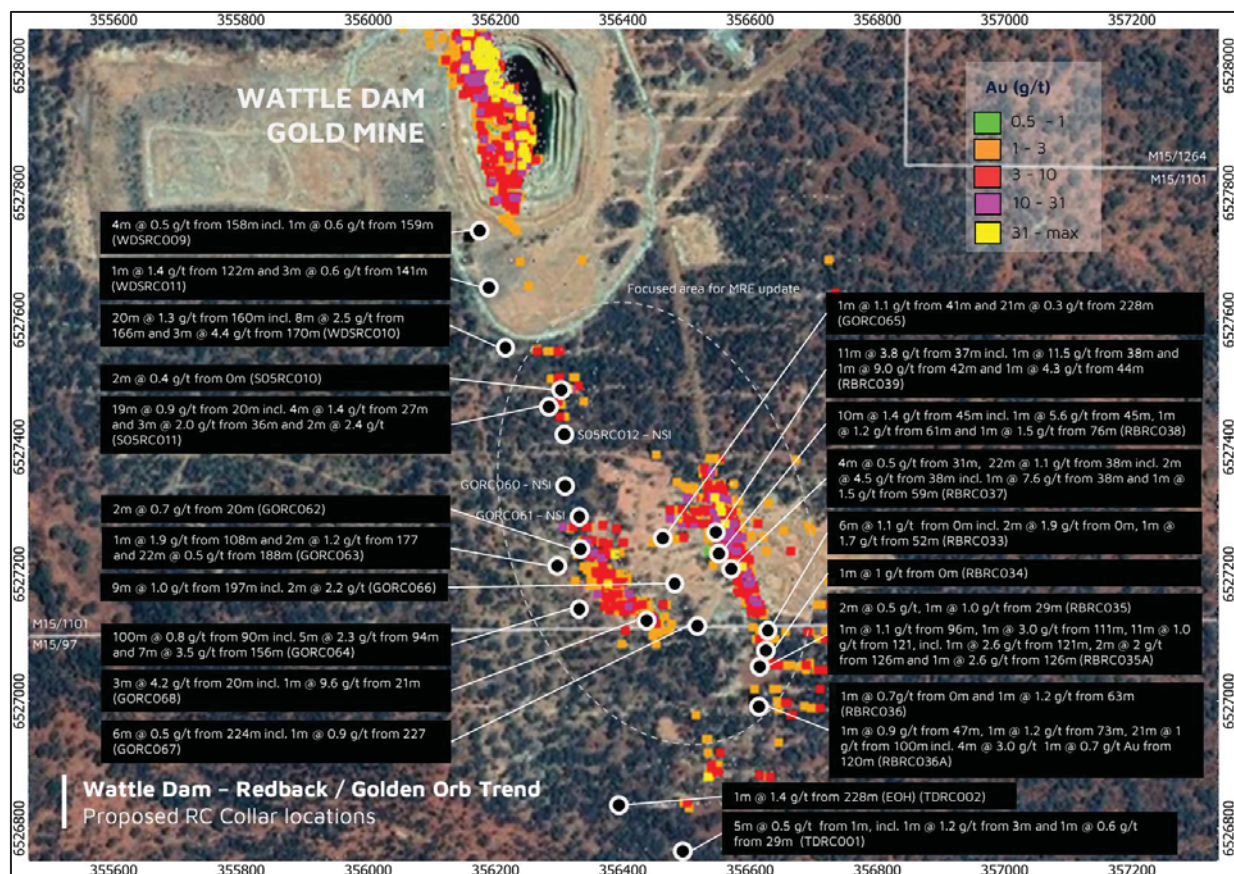 355600 355800 356000 356200 356400 356600 356800 357000 357200
6528000
6527800
6527600
6527400
6527200
6527000
6526800
WATTLE DAM
GOLD MINE
Au (g/t)
0.5 - 1
1 - 3
3 - 10
10 - 31
31 - max
M15/1264
M15/1101
4m @ 0.5 g/t from 158m incl. 1m @ 0.6 g/t from 159m
(WDSRC009)
1m @ 1.4 g/t from 122m and 3m @ 0.6 g/t from 141m
(WDSRC011)
20m @ 1.3 g/t from 160m incl. 8m @ 2.5 g/t from
166m and 3m @ 4.4 g/t from 170m (WDSRC010)
2m @ 0.4 g/t from 0m (S05RC010)
19m @ 0.9 g/t from 20m incl. 4m @ 1.4 g/t from 27m
and 3m @ 2.0 g/t from 36m and 2m @ 2.4 g/t
(S05RC011)
2m @ 0.7 g/t from 20m (GORC062)
1m @ 1.9 g/t from 108m and 2m @ 1.2 g/t from 177
and 22m @ 0.5 g/t from 188m (GORC063)
9m @ 1.0 g/t from 197m incl. 2m @ 2.2 g/t (GORC066)
M15/1101
M15/97
100m @ 0.8 g/t from 90m incl. 5m @ 2.3 g/t from 94m
and 7m @ 3.5 g/t from 156m (GORC064)
3m @ 4.2 g/t from 20m incl. 1m @ 9.6 g/t from 21m
(GORC068)
6m @ 0.5 g/t from 224m incl. 1m @ 0.9 g/t from 227
(GORC067)
Focused area for MRE update
S05RC012 – NSI
GORC060 – NSI
GORC061 – NSI
1m @ 1.1 g/t from 41m and 21m @ 0.3 g/t from 228m
(GORC065)
11m @ 3.8 g/t from 37m incl. 1m @ 11.5 g/t from 38m and
1m @ 9.0 g/t from 42m and 1m @ 4.3 g/t from 44m
(RBRC039)
10m @ 1.4 g/t from 45m incl. 1m @ 5.6 g/t from 45m, 1m
@ 1.2 g/t from 61m and 1m @ 1.5 g/t from 76m (RBRC038)
4m @ 0.5 g/t from 31m, 22m @ 1.1 g/t from 38m incl. 2m
@ 4.5 g/t from 38m incl. 1m @ 7.6 g/t from 38m and 1m @
1.5 g/t from 59m (RBRC037)
6m @ 1.1 g/t from 0m incl. 2m @ 1.9 g/t from 0m, 1m @
1.7 g/t from 52m (RBRC033)
1m @ 1 g/t from 0m (RBRC034)
2m @ 0.5 g/t, 1m @ 1.0 g/t from 29m (RBRC035)
1m @ 1.1 g/t from 96m, 1m @ 3.0 g/t from 111m, 11m @ 1.0
g/t from 121, incl. 1m @ 2.6 g/t from 121m, 2m @ 2 g/t
from 126m and 1m @ 2.6 g/t from 126m (RBRC035A)
1m @ 0.7g/t from 0m and 1m @ 1.2 g/t from 63m
(RBRC036)
1m @ 0.9 g/t from 47m, 1m @ 1.2 g/t from 73m, 21m @ 1
g/t from 100m incl. 4m @ 3.0 g/t 1m @ 0.7 g/t Au from
120m (RBRC036A)
1m @ 1.4 g/t from 228m (EOH) (TDRC002)
5m @ 0.5 g/t from 1m, incl. 1m @ 1.2 g/t from 3m and 1m @ 0.6 g/t
from 29m (TDRC001)
Wattle Dam – Redback / Golden Orb Trend
Proposed RC Collar locations
6528000
6527800
6527600
6527400
6527200
6527000
6526800
355600 355800 356000 356200 356400 356600 356800 357000 357200